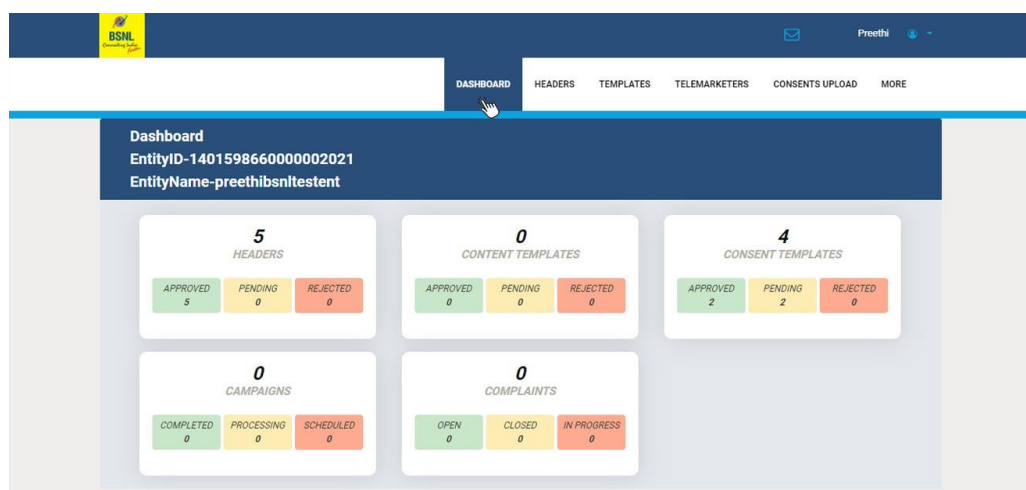 BSNL
Connecting India
Preethi
DASHBOARD HEADERS TEMPLATES TELEMARKETERS CONSENTS UPLOAD MORE
Dashboard
EntityID-1401598660000002021
EntityName-preethibsnltestent
5
HEADERS
APPROVED PENDING REJECTED
5 0 0
0
CONTENT TEMPLATES
APPROVED PENDING REJECTED
0 0 0
4
CONSENT TEMPLATES
APPROVED PENDING REJECTED
2 2 0
0
CAMPAIGNS
COMPLETED PROCESSING SCHEDULED
0 0 0
0
COMPLAINTS
OPEN CLOSED IN PROGRESS
0 0 0